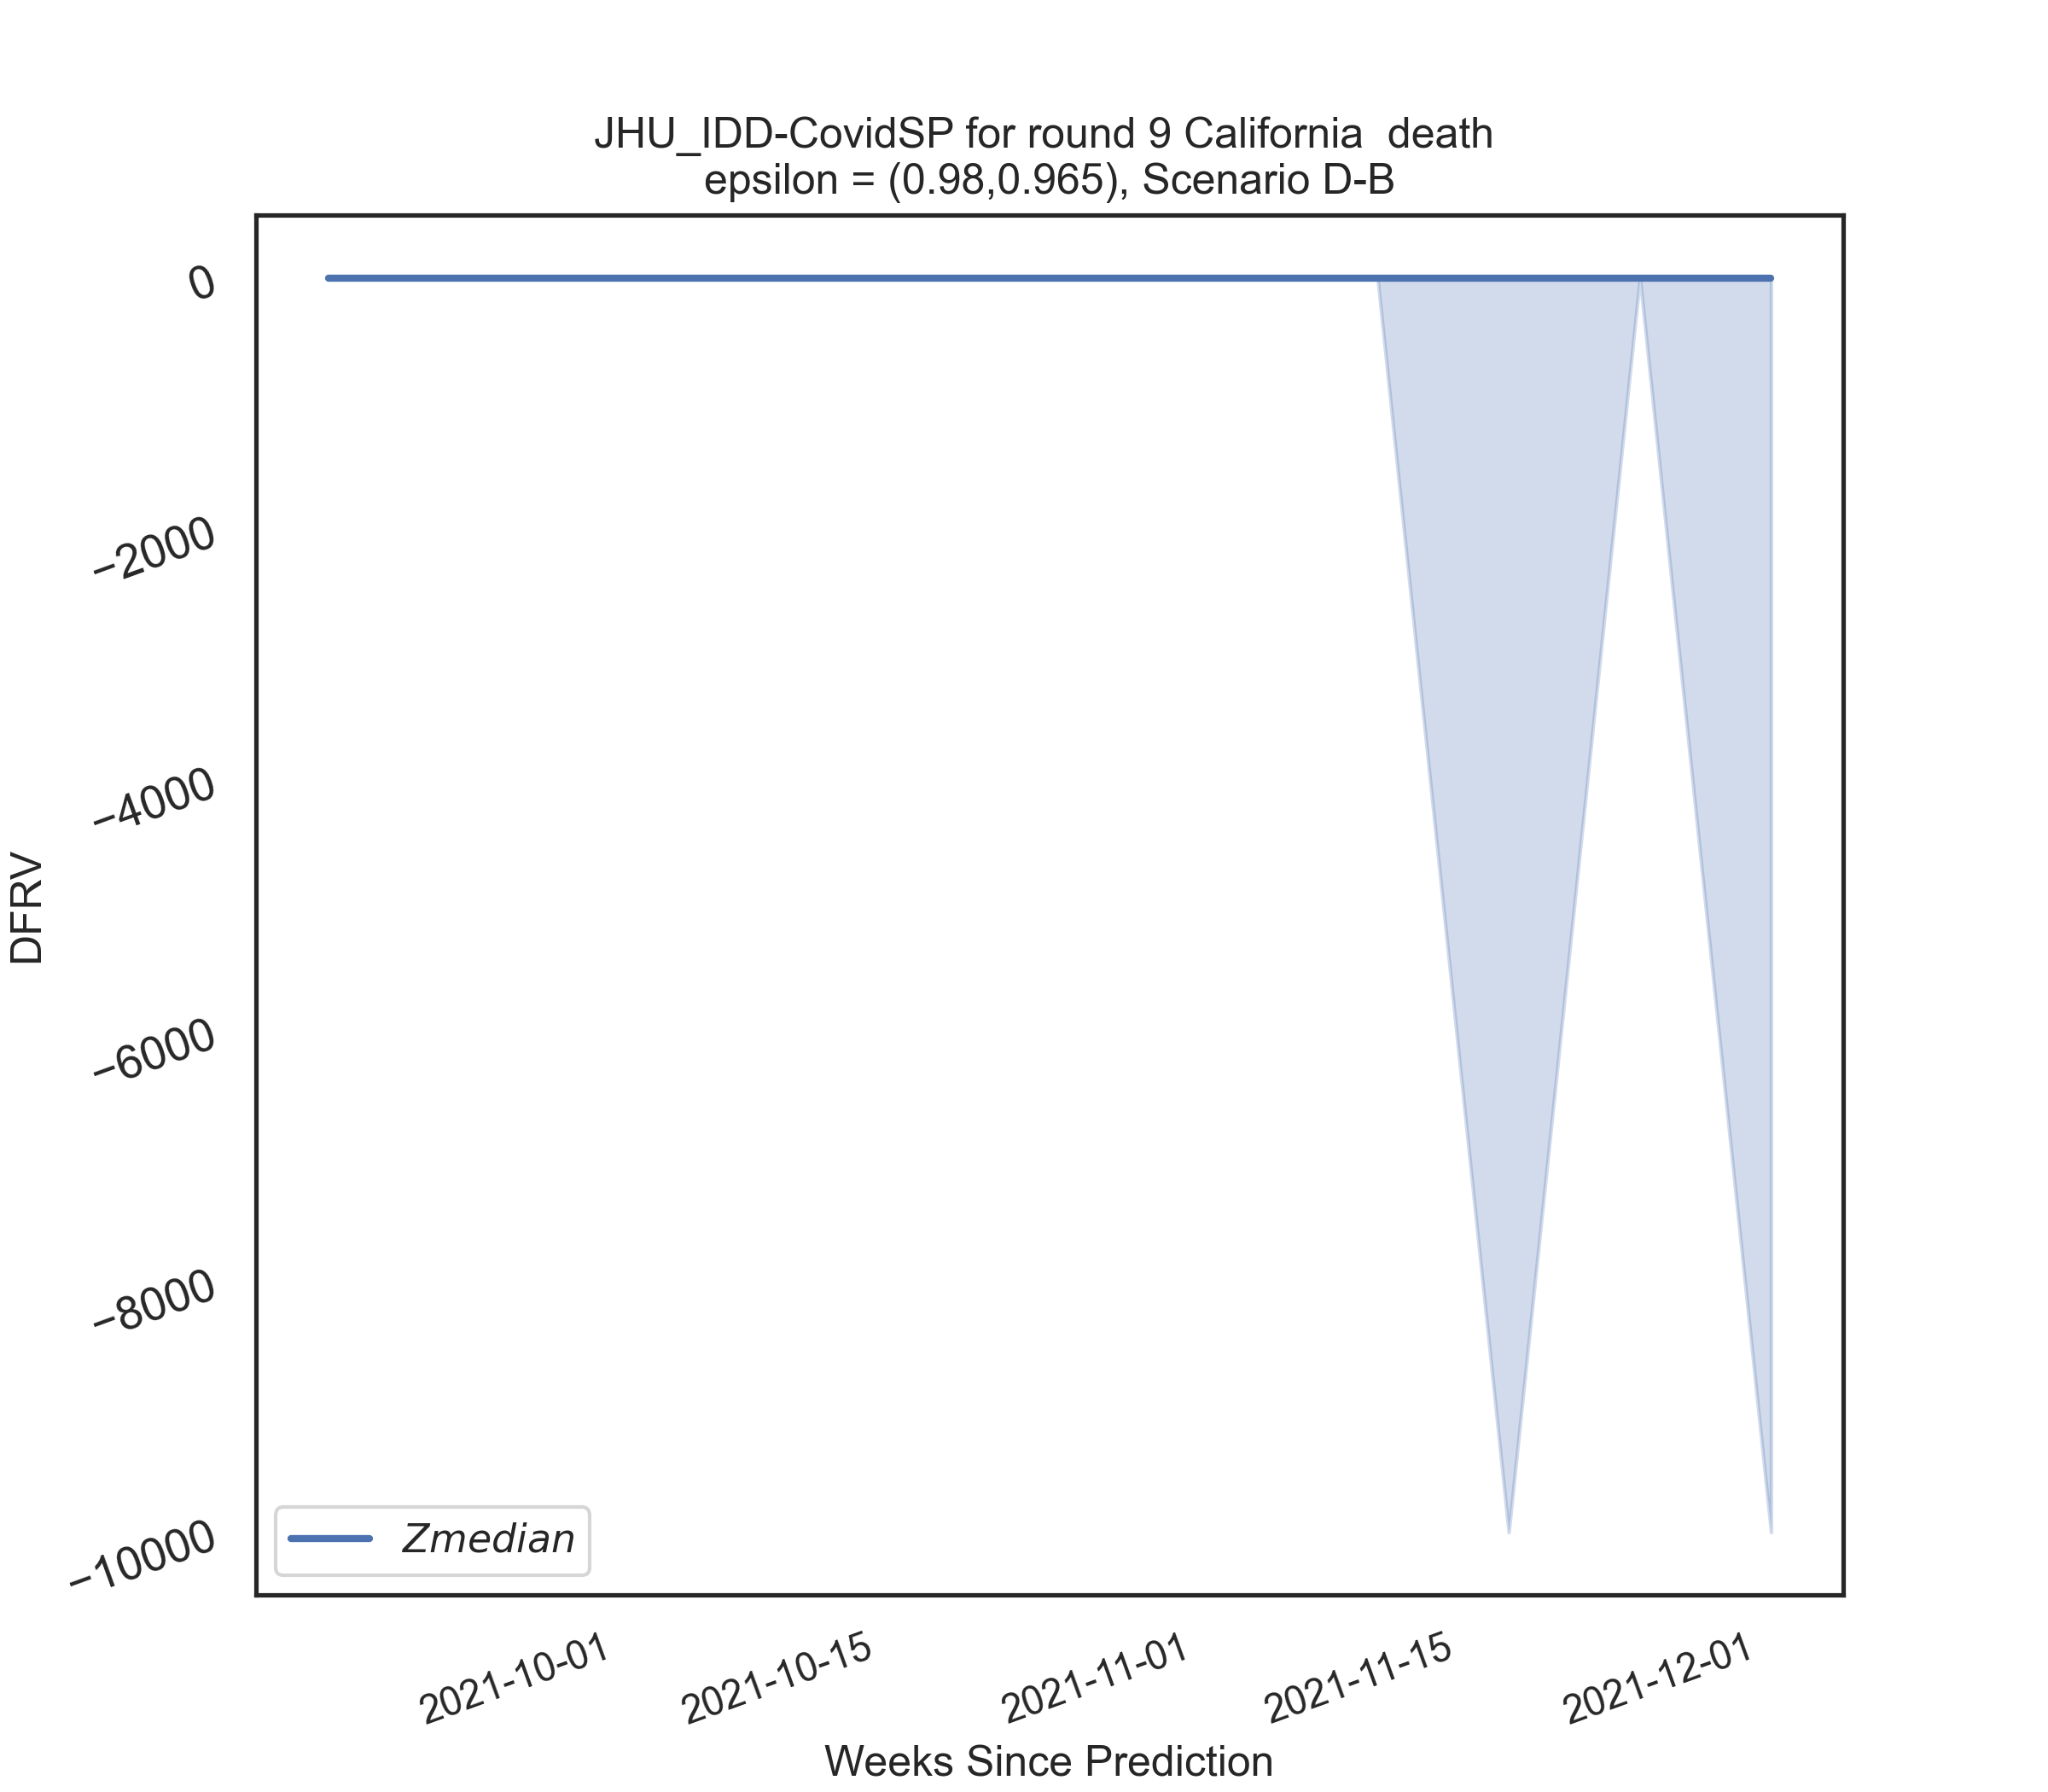 JHU_IDD-CovidSP for round 9 California  death
epsilon = (0.98,0.965), Scenario D-B
0
−2000
−4000
−6000
−8000
−10000
DFRV
Zmedian
2021-10-01
2021-10-15
2021-11-01
2021-11-15
2021-12-01
Weeks Since Prediction